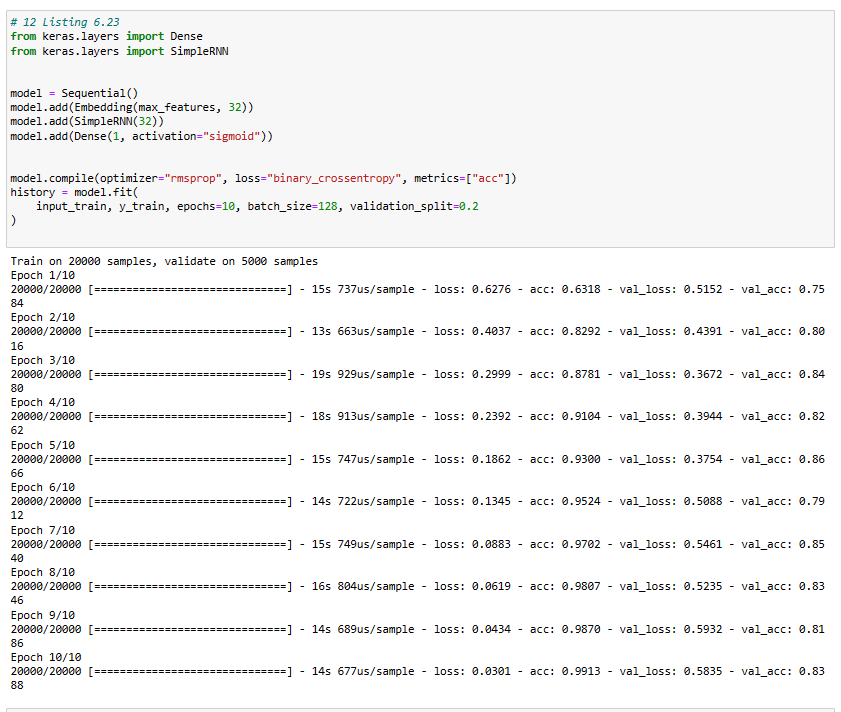 # 12 Listing 6.23
from keras.layers import Dense
from keras.layers import SimpleRNN
model = Sequential()
model.add(Embedding(max_features, 32))
model.add(SimpleRNN(32))
model.add(Dense(1, activation="sigmoid"))
model.compile(optimizer="rmsprop", loss="binary_crossentropy", metrics=["acc"])
history = model.fit(
    input_train, y_train, epochs=10, batch_size=128, validation_split=0.2
)
Train on 20000 samples, validate on 5000 samples
Epoch 1/10
20000/20000 [==============================] - 15s 737us/sample - loss: 0.6276 - acc: 0.6318 - val_loss: 0.5152 - val_acc: 0.75
84
Epoch 2/10
20000/20000 [==============================] - 13s 663us/sample - loss: 0.4037 - acc: 0.8292 - val_loss: 0.4391 - val_acc: 0.80
16
Epoch 3/10
20000/20000 [==============================] - 19s 929us/sample - loss: 0.2999 - acc: 0.8781 - val_loss: 0.3672 - val_acc: 0.84
80
Epoch 4/10
20000/20000 [==============================] - 18s 913us/sample - loss: 0.2392 - acc: 0.9104 - val_loss: 0.3944 - val_acc: 0.82
62
Epoch 5/10
20000/20000 [==============================] - 15s 747us/sample - loss: 0.1862 - acc: 0.9300 - val_loss: 0.3754 - val_acc: 0.86
66
Epoch 6/10
20000/20000 [==============================] - 14s 722us/sample - loss: 0.1345 - acc: 0.9524 - val_loss: 0.5088 - val_acc: 0.79
12
Epoch 7/10
20000/20000 [==============================] - 15s 749us/sample - loss: 0.0883 - acc: 0.9702 - val_loss: 0.5461 - val_acc: 0.85
40
Epoch 8/10
20000/20000 [==============================] - 16s 804us/sample - loss: 0.0619 - acc: 0.9807 - val_loss: 0.5235 - val_acc: 0.83
46
Epoch 9/10
20000/20000 [==============================] - 14s 689us/sample - loss: 0.0434 - acc: 0.9870 - val_loss: 0.5932 - val_acc: 0.81
86
Epoch 10/10
20000/20000 [==============================] - 14s 677us/sample - loss: 0.0301 - acc: 0.9913 - val_loss: 0.5835 - val_acc: 0.83
88